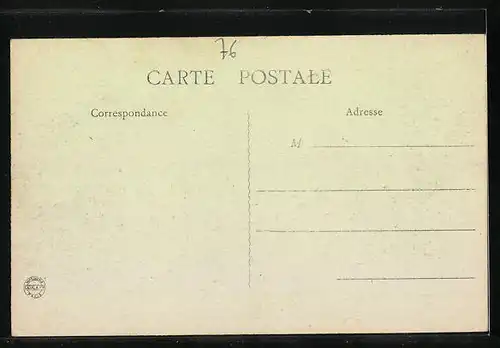 76
CARTE POSTALE
Correspondance
Adresse
M